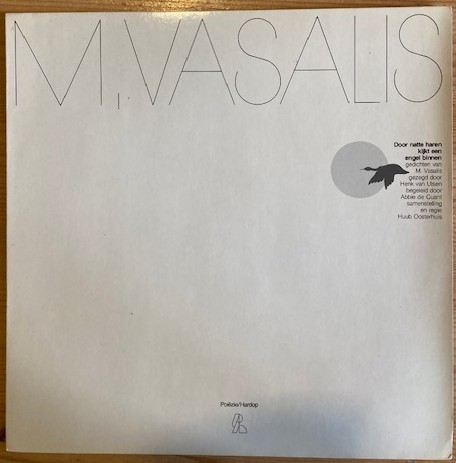 M. VASALIS
Door natte haren
kijkt een
engel binnen
gedichten van
M. Vasalis
gezegd door
Henk van Ulsen
begeleid door
Abbie de Quant
samenstelling
en regie
Huub Oosterhuis
Poëzie/Hardop